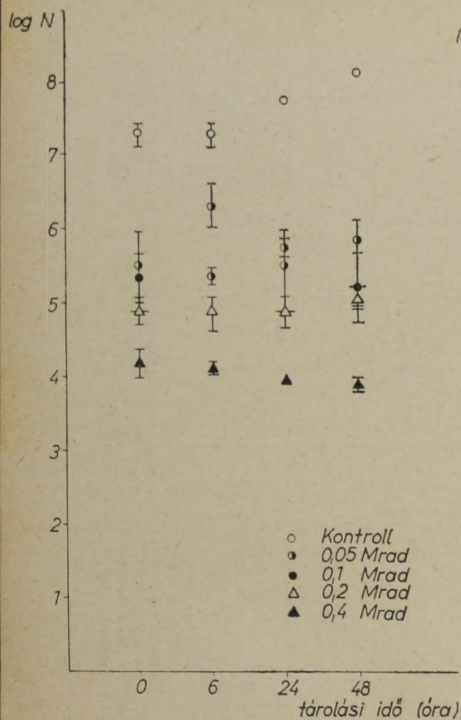 log N
8
7
6
5
4
3
2
1
Kontroll
0,05 Mrad
0,1 Mrad
0,2 Mrad
0,4 Mrad
0 6 24 48
tárolási idő (óra)